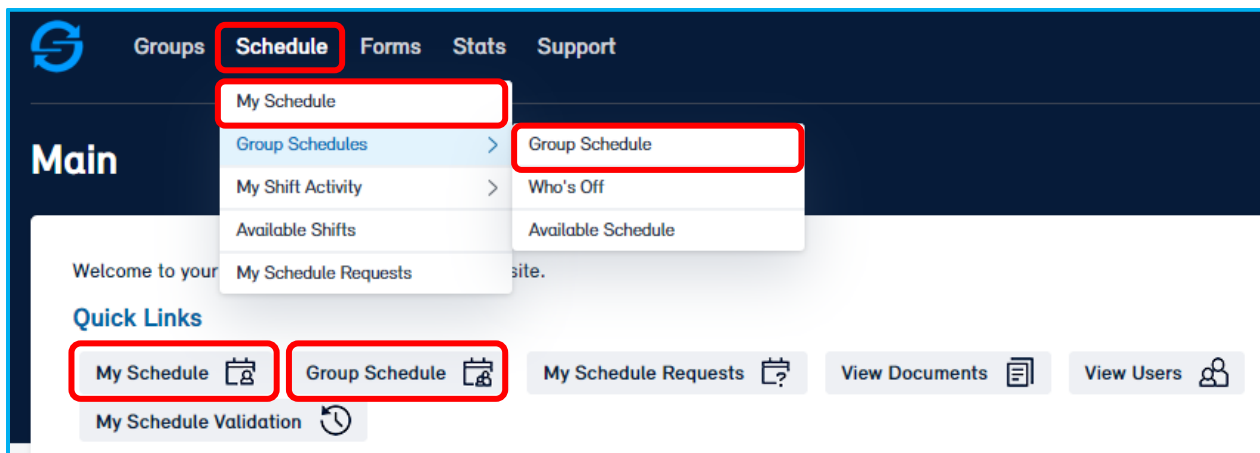 Groups Schedule Forms Stats Support
My Schedule
Main
Group Schedules
Group Schedule
My Shift Activity
Who's Off
Available Shifts
Available Schedule
My Schedule Requests
Welcome to your site.
Quick Links
My Schedule Group Schedule My Schedule Requests View Documents View Users
My Schedule Validation